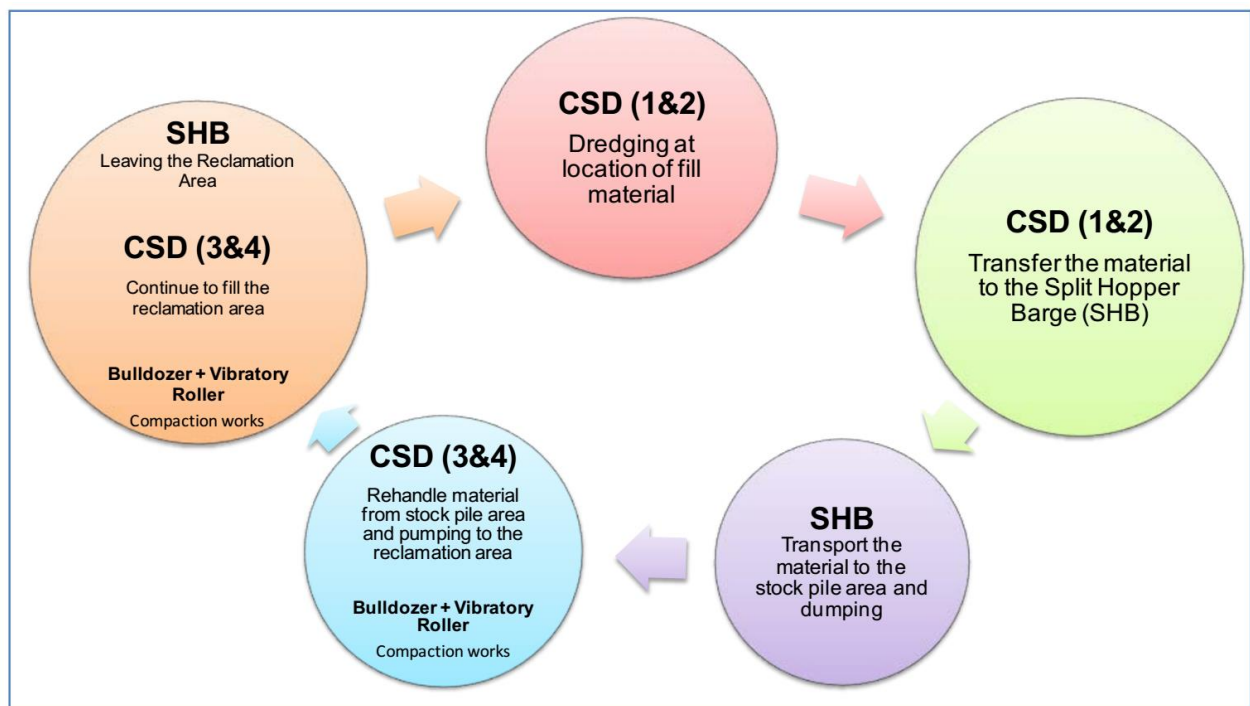 CSD (1&2)
Dredging at
location of fill
material
CSD (1&2)
Transfer the material
to the Split Hopper
Barge (SHB)
SHB
Transport the
material to the
stock pile area and
dumping
CSD (3&4)
Rehandle material
from stock pile area
and pumping to the
reclamation area
Bulldozer + Vibratory
Roller
Compaction works
SHB
Leaving the Reclamation
Area
CSD (3&4)
Continue to fill the
reclamation area
Bulldozer + Vibratory
Roller
Compaction works